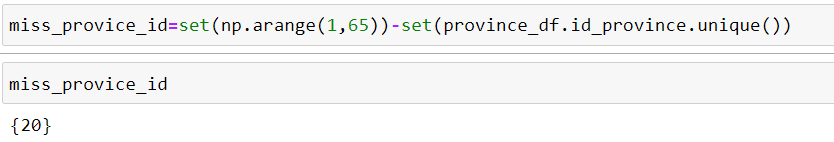 miss_provice_id=set(np.arange(1,65))-set(province_df.id_province.unique())
miss_provice_id
{20}